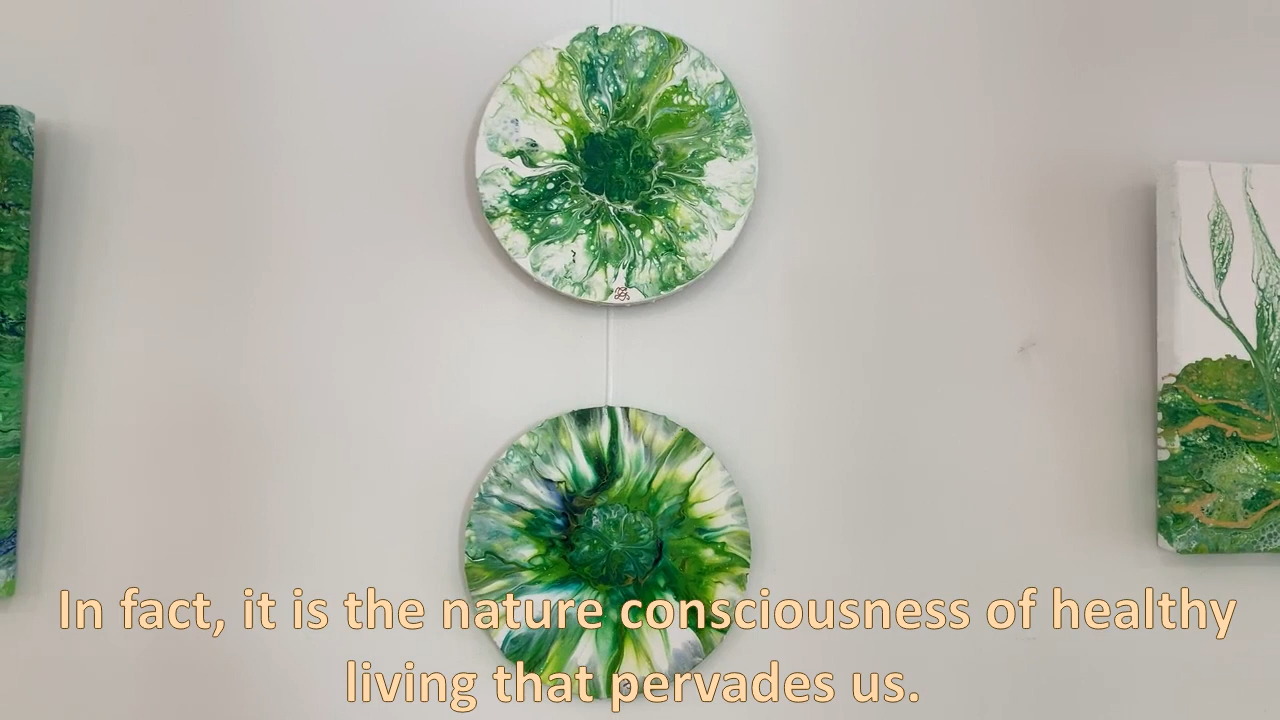 In fact, it is the nature consciousness of healthy
living that pervades us.